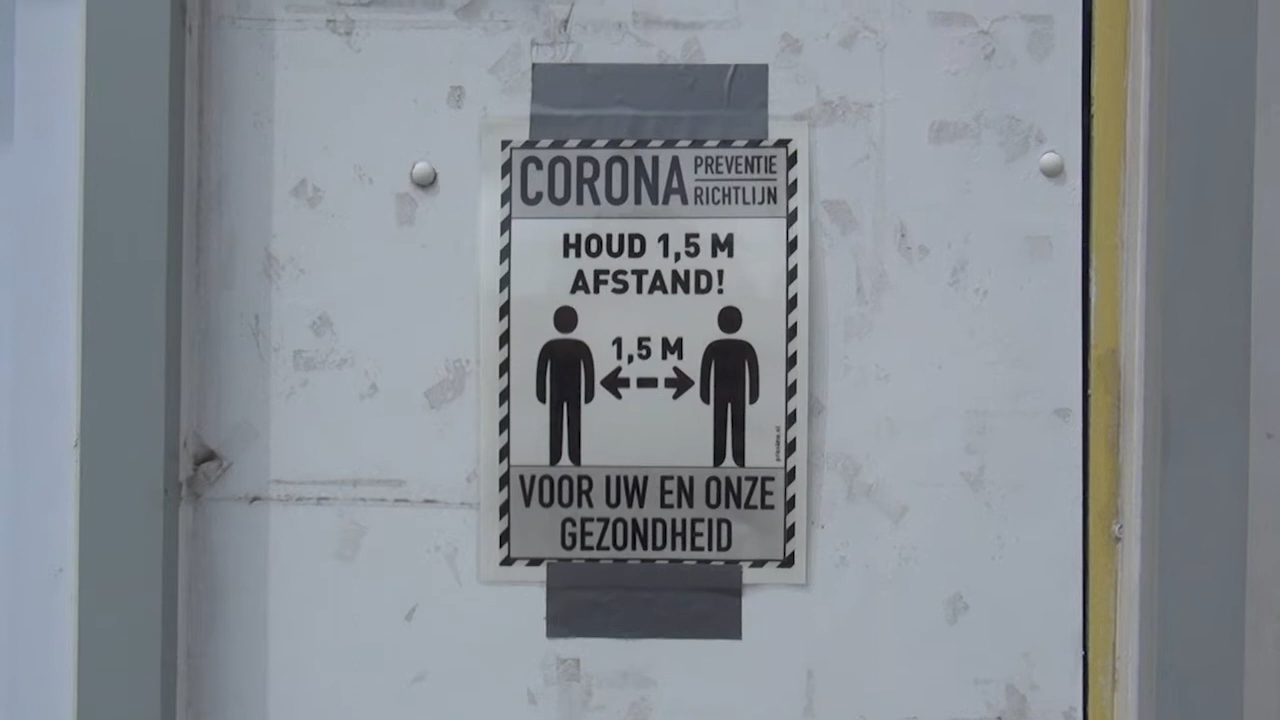 CORONA PREVENTIE
RICHTLIJN
HOUD 1,5 M
AFSTAND!
1,5 M
VOOR UW EN ONZE
GEZONDHEID